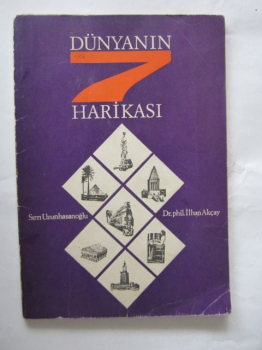 DÜNYANIN
7
HARİKASI
Sırrı Uzunhasanoğlu
Dr. phil. İlhan Akçay